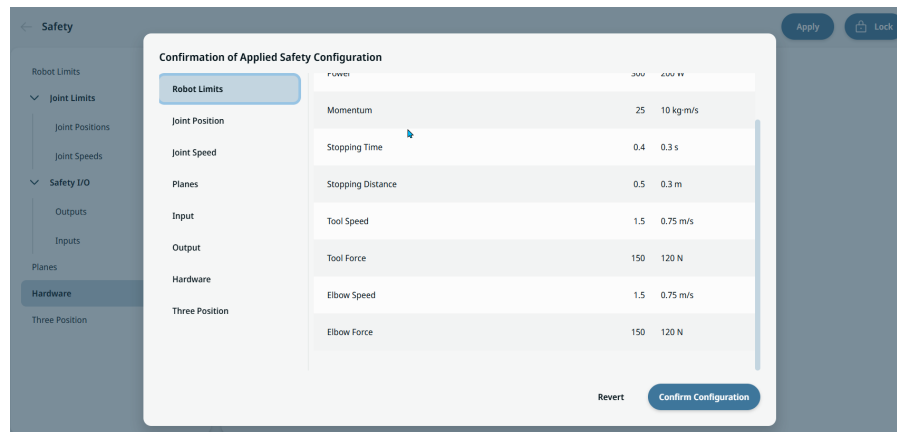 Safety
Apply
Lock
Robot Limits
Joint Limits
Joint Positions
Joint Speeds
Safety I/O
Outputs
Inputs
Planes
Hardware
Three Position
Confirmation of Applied Safety Configuration
Robot Limits
Joint Position
Joint Speed
Planes
Input
Output
Hardware
Three Position
Power 300 200 W
Momentum 25 10 kg·m/s
Stopping Time 0.4 0.3 s
Stopping Distance 0.5 0.3 m
Tool Speed 1.5 0.75 m/s
Tool Force 150 120 N
Elbow Speed 1.5 0.75 m/s
Elbow Force 150 120 N
Revert
Confirm Configuration